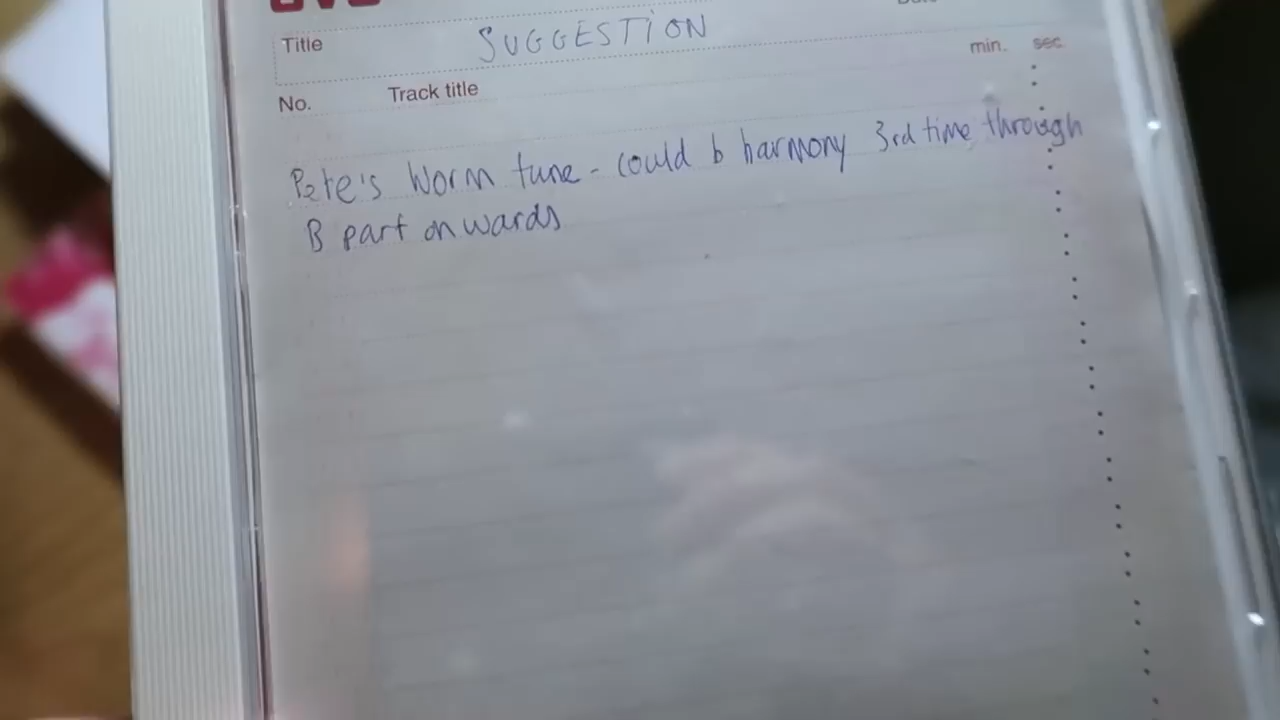 Title SUGGESTION
min. sec
No. Track title
Pete's Worm tune - could b harmony 3rd time through
B part onwards